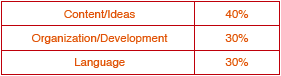 Content/Ideas 40%
Organization/Development 30%
Language 30%